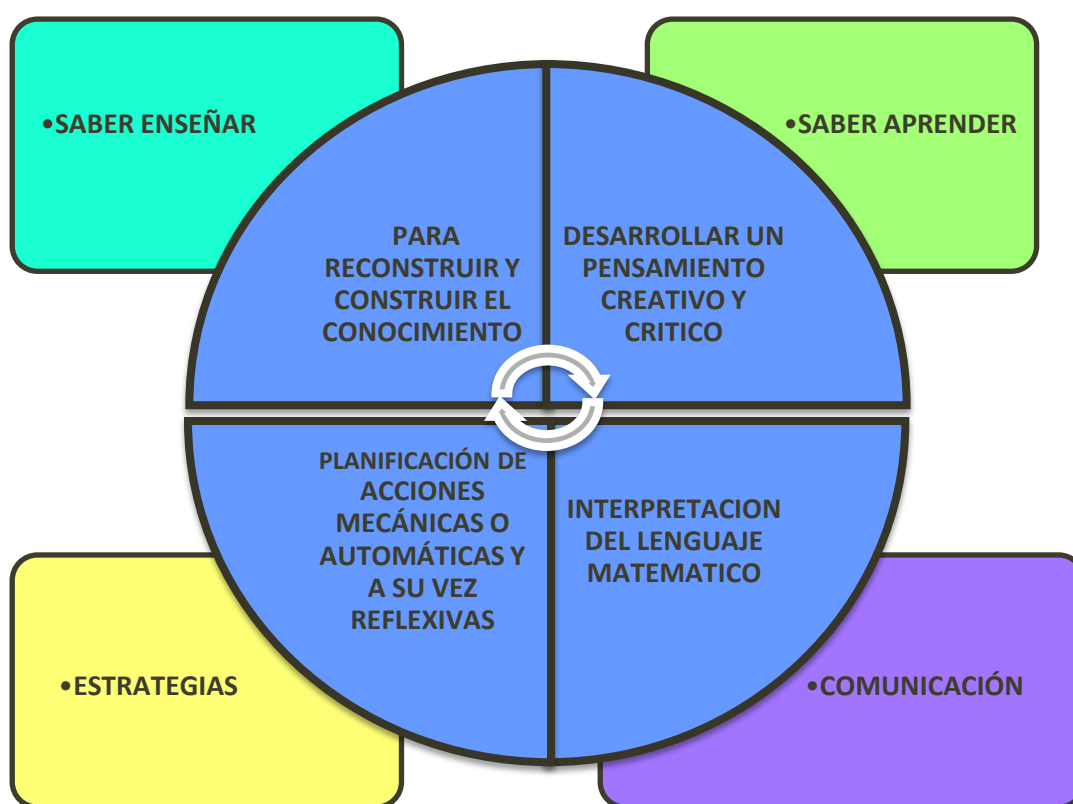 •SABER ENSEÑAR
•SABER APRENDER
PARA
RECONSTRUIR Y
CONSTRUIR EL
CONOCIMIENTO
DESARROLLAR UN
PENSAMIENTO
CREATIVO Y
CRITICO
PLANIFICACIÓN DE
ACCIONES
MECÁNICAS O
AUTOMÁTICAS Y
A SU VEZ
REFLEXIVAS
INTERPRETACION
DEL LENGUAJE
MATEMATICO
•ESTRATEGIAS
•COMUNICACIÓN